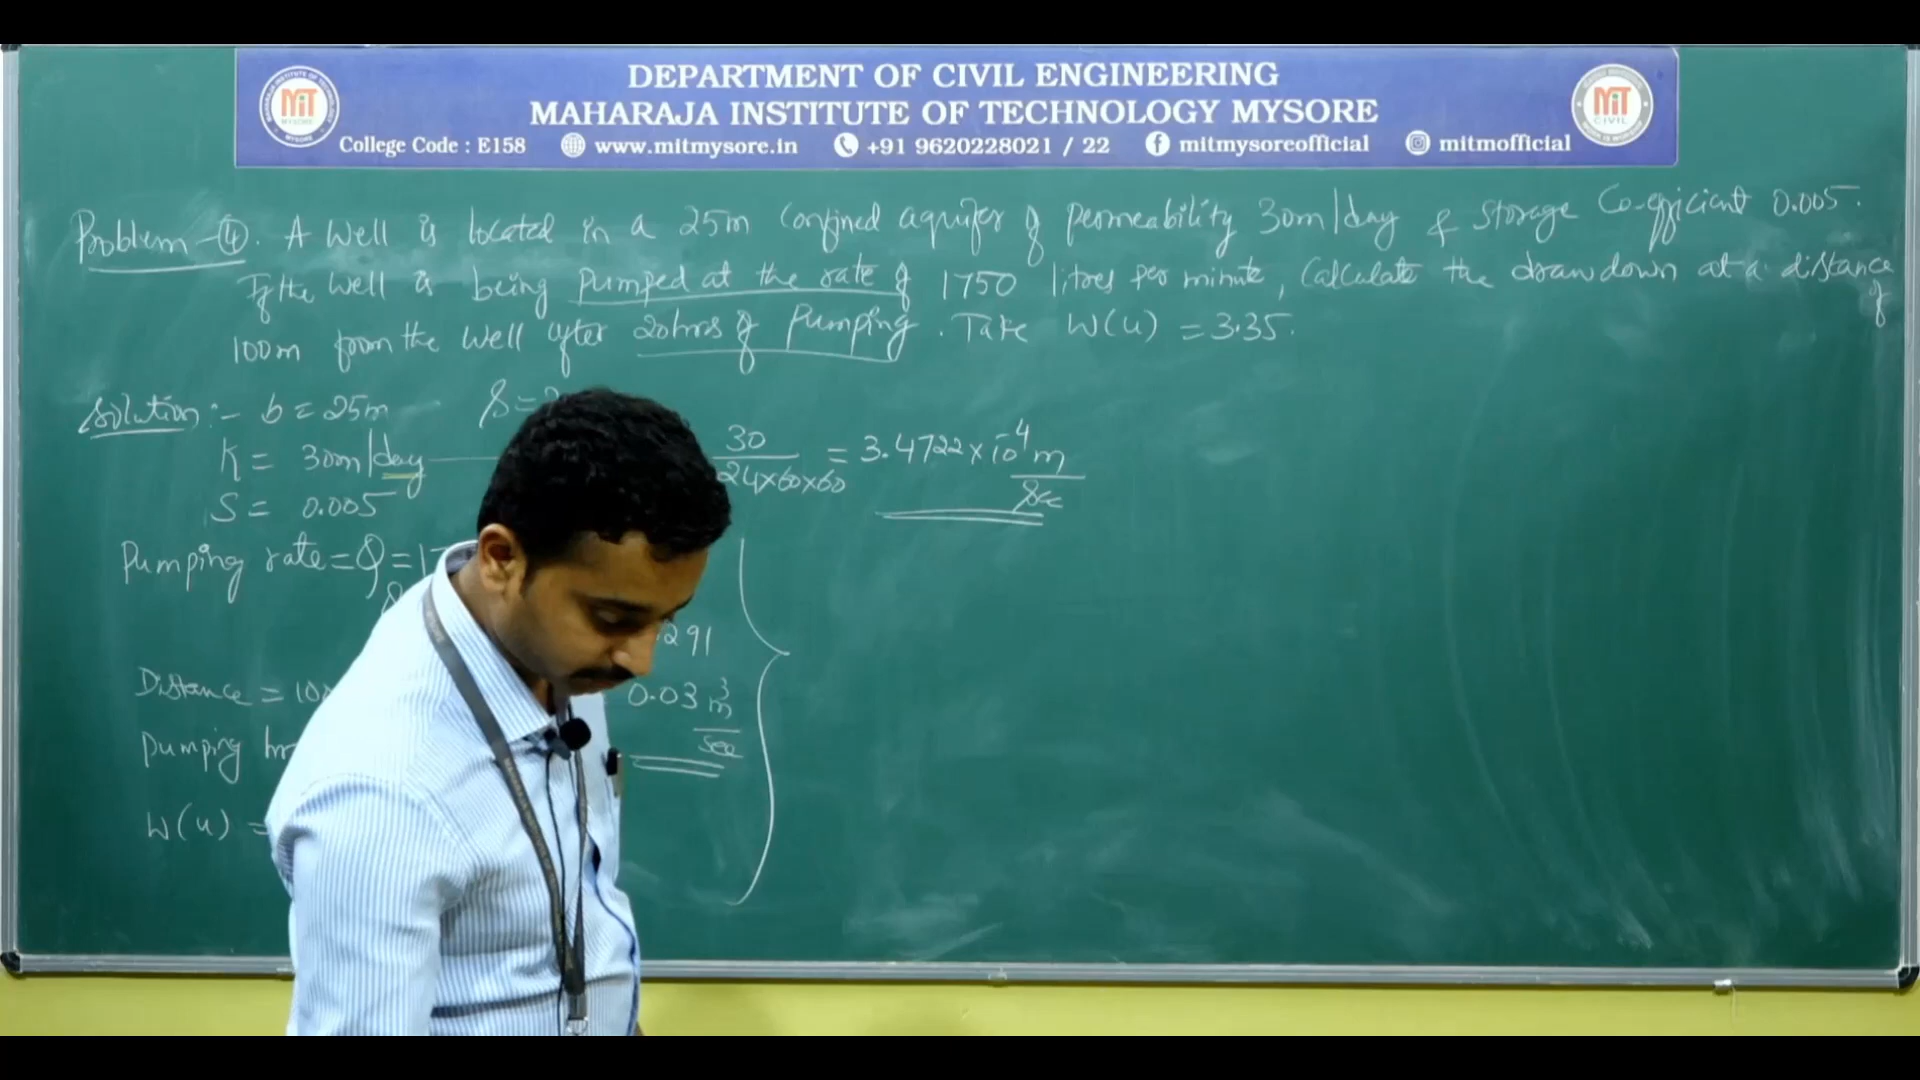 DEPARTMENT OF CIVIL ENGINEERING
MAHARAJA INSTITUTE OF TECHNOLOGY MYSORE
College Code : E158 www.mitmysore.in +91 9620228021 / 22 mitmysoreofficial mitmofficial
MiT MYSORE
MiT CIVIL
Problem-④. A Well is located in a 25m Confined aquifer of permeability 30m/day & Storage Co-efficient 0.005.
If the Well is being pumped at the rate of 1750 litres per minute, Calculate the drawdown at a distance of
100m from the Well after 20hrs of Pumping. Take W(u) = 3.35.
Solution:- b = 25m
K = 30m/day 30/24×60×60 = 3.4722×10⁻⁴ m/sec
S = 0.005
Pumping rate = Q =
291
Distance = 0.03 m³/sec
Pumping
W(u) =